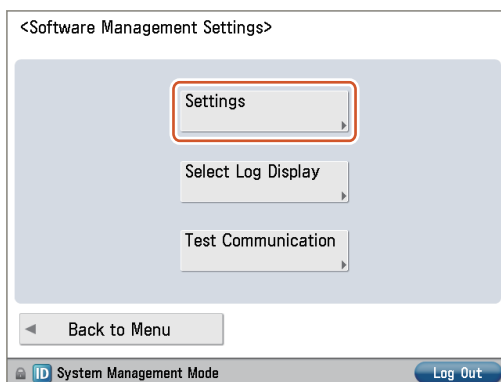 <Software Management Settings>
Settings
Select Log Display
Test Communication
Back to Menu
ID System Management Mode
Log Out